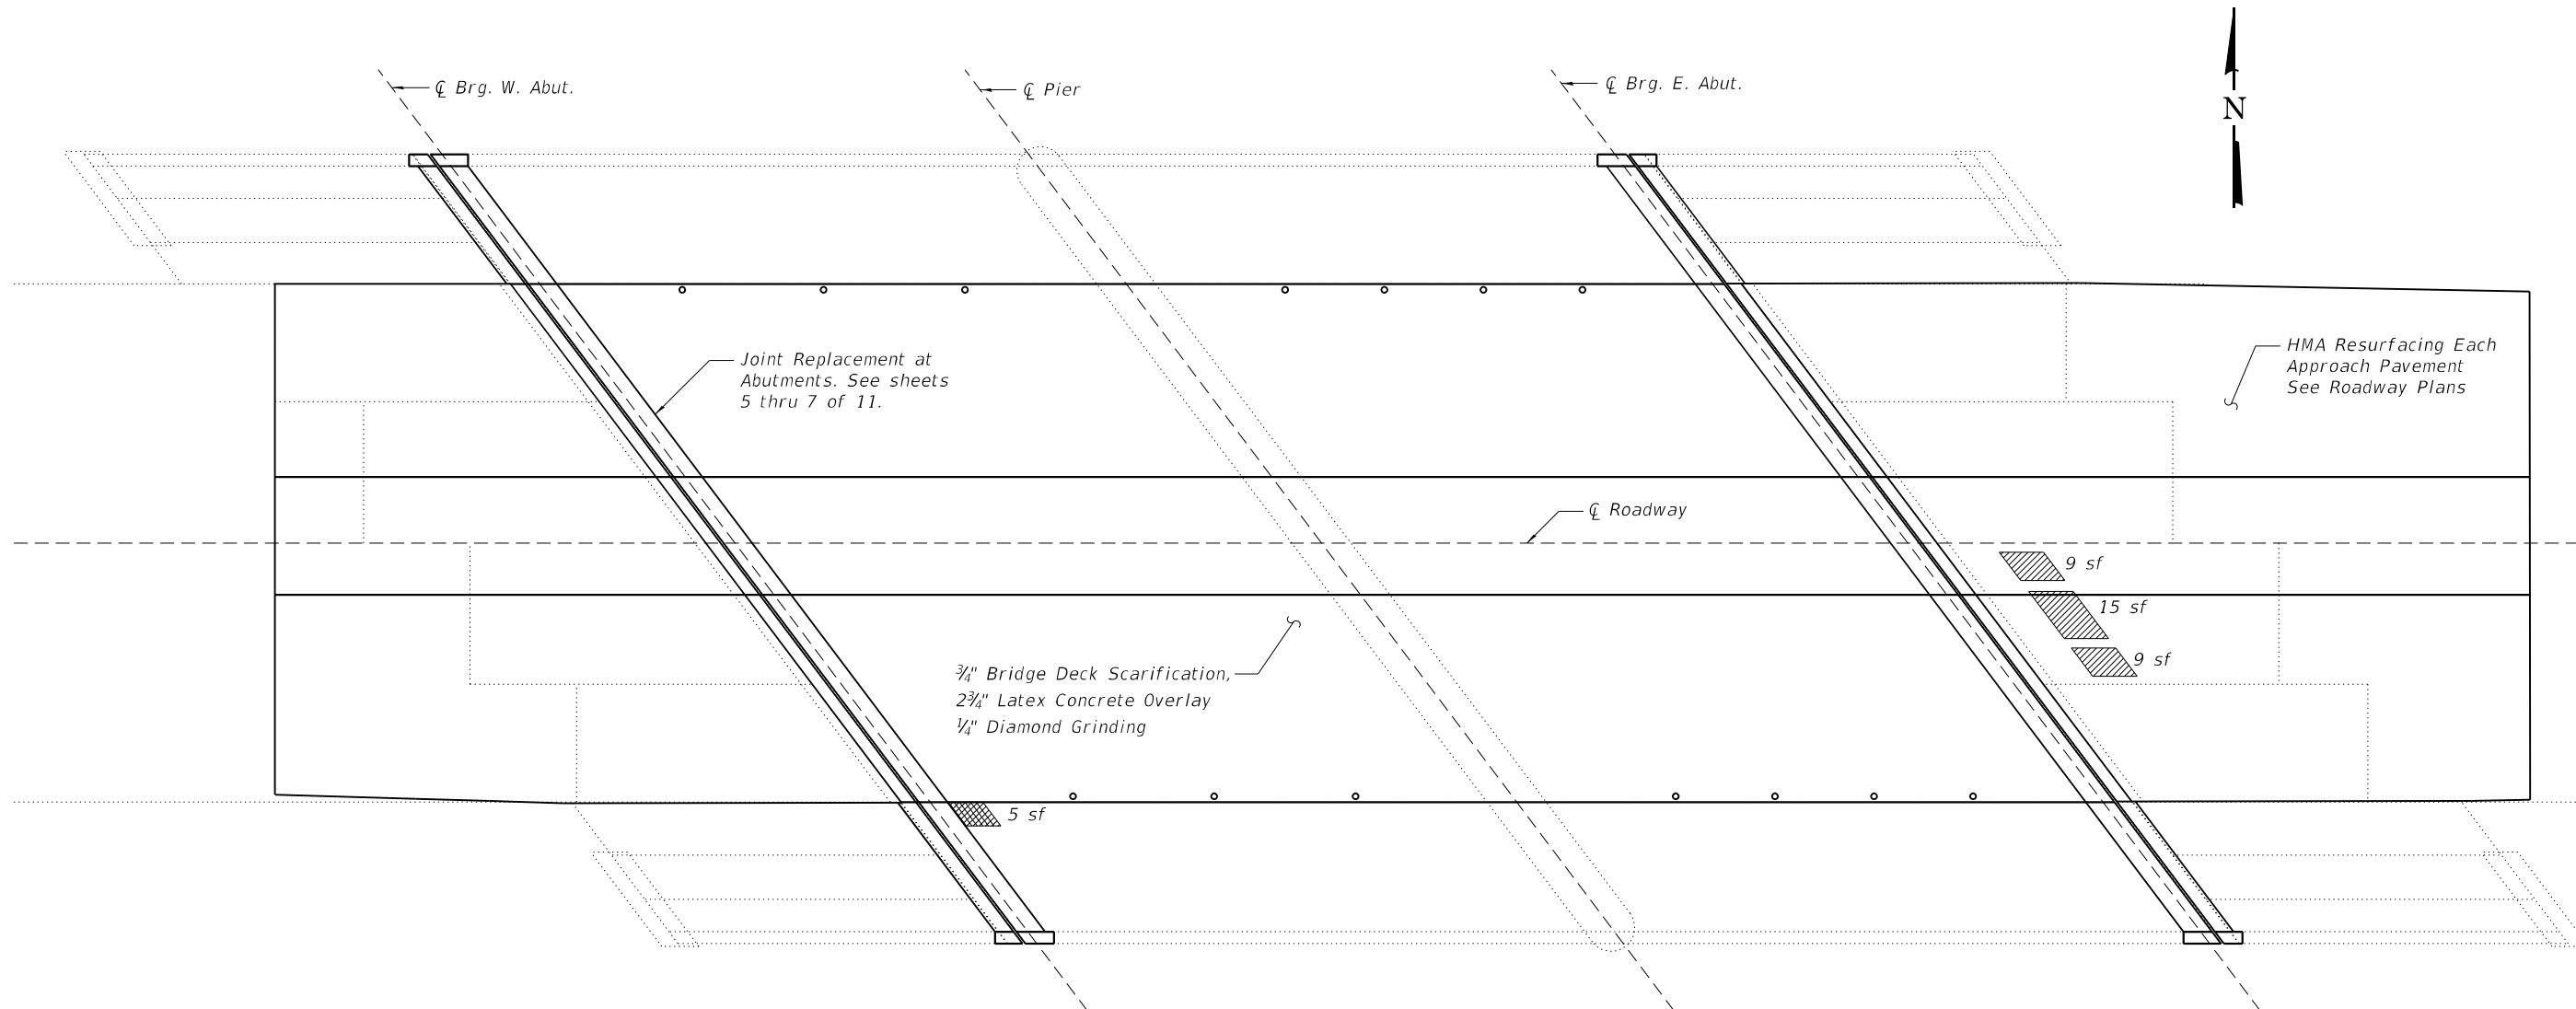 ℄ Brg. W. Abut.
℄ Pier
℄ Brg. E. Abut.
N
Joint Replacement at
Abutments. See sheets
5 thru 7 of 11.
HMA Resurfacing Each
Approach Pavement
See Roadway Plans
℄ Roadway
9 sf
15 sf
9 sf
¾" Bridge Deck Scarification,
2¾" Latex Concrete Overlay
¼" Diamond Grinding
5 sf